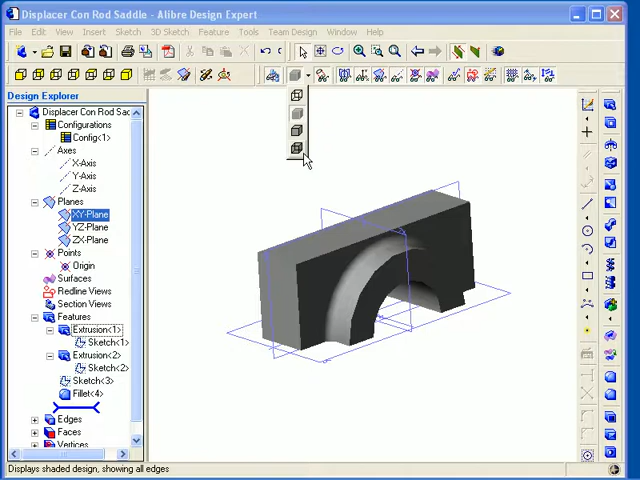 Displacer Con Rod Saddle - Alibre Design Expert
File Edit View Insert Sketch 3D Sketch Feature Tools Team Design Window Help
Design Explorer
Displacer Con Rod Sadd
Configurations
Config<1>
Axes
X-Axis
Y-Axis
Z-Axis
Planes
XY-Plane
YZ-Plane
ZX-Plane
Points
Origin
Surfaces
Redline Views
Section Views
Features
Extrusion<1>
Sketch<1>
Extrusion<2>
Sketch<2>
Sketch<3>
Fillet<4>
Edges
Faces
Vertices
Displays shaded design, showing all edges